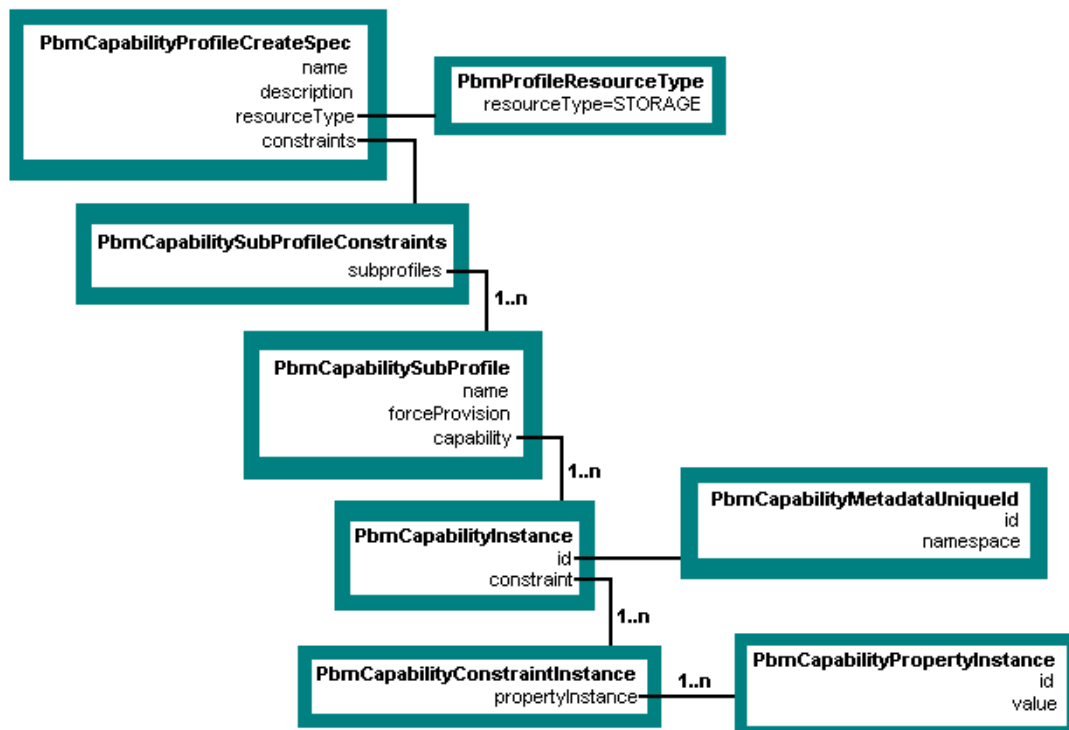 PbmCapabilityProfileCreateSpec
name
description
resourceType
constraints
PbmProfileResourceType
resourceType=STORAGE
PbmCapabilitySubProfileConstraints
subprofiles
1..n
PbmCapabilitySubProfile
name
forceProvision
capability
1..n
PbmCapabilityInstance
id
constraint
PbmCapabilityMetadataUniqueId
id
namespace
1..n
PbmCapabilityConstraintInstance
propertyInstance
1..n
PbmCapabilityPropertyInstance
id
value